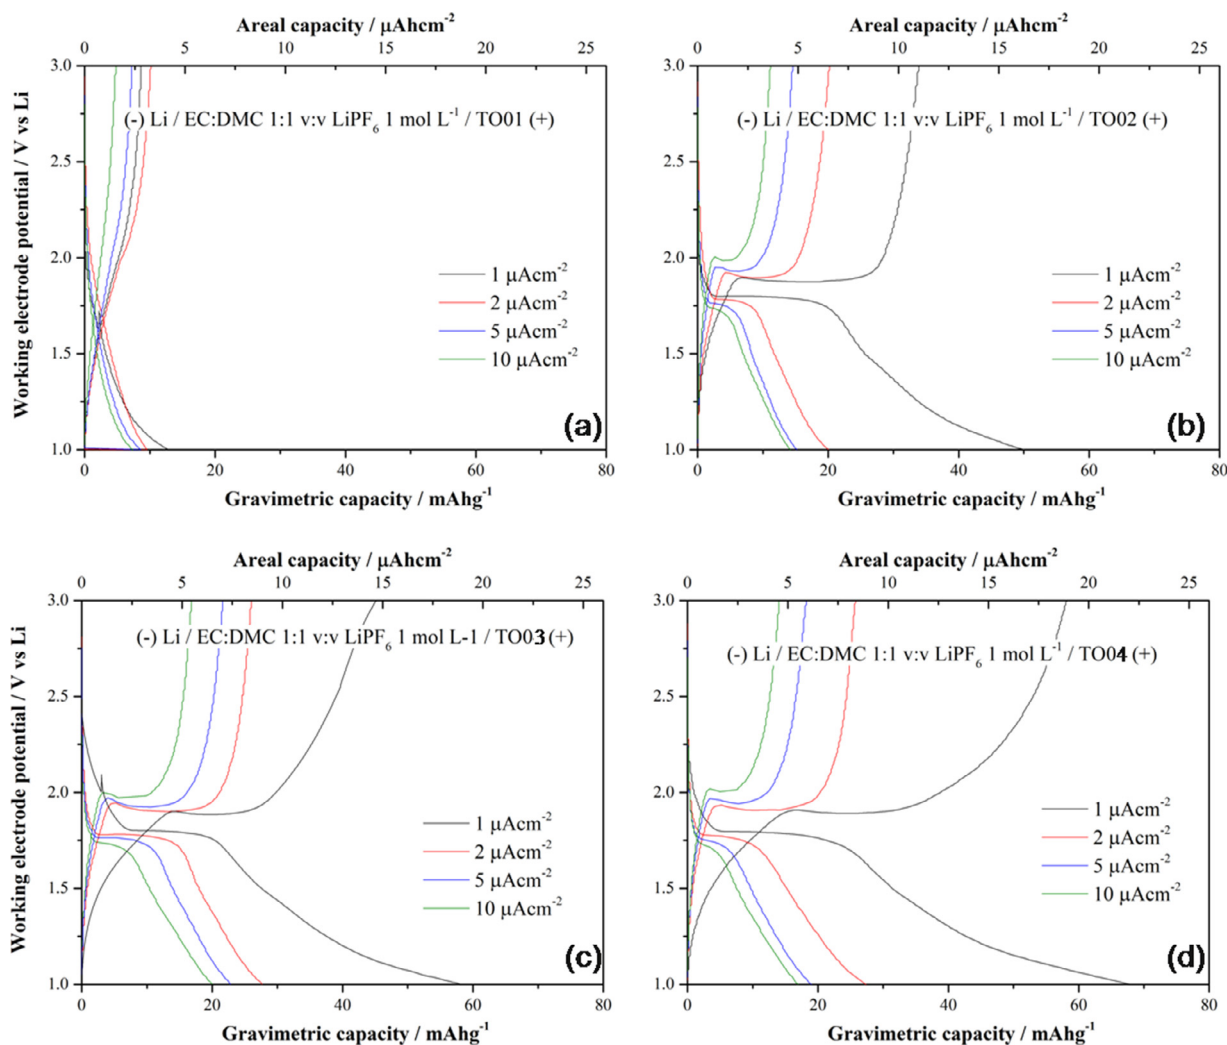 Areal capacity / μAhcm⁻²
0 5 10 15 20 25
3.0
2.5
2.0
1.5
1.0
Working electrode potential / V vs Li
(-) Li / EC:DMC 1:1 v:v LiPF₆ 1 mol L⁻¹ / TO01 (+)
1 μAcm⁻²
2 μAcm⁻²
5 μAcm⁻²
10 μAcm⁻²
(a)
0 20 40 60 80
Gravimetric capacity / mAhg⁻¹
Areal capacity / μAhcm⁻²
0 5 10 15 20 25
3.0
2.5
2.0
1.5
1.0
(-) Li / EC:DMC 1:1 v:v LiPF₆ 1 mol L⁻¹ / TO02 (+)
1 μAcm⁻²
2 μAcm⁻²
5 μAcm⁻²
10 μAcm⁻²
(b)
0 20 40 60 80
Gravimetric capacity / mAhg⁻¹
Areal capacity / μAhcm⁻²
0 5 10 15 20 25
3.0
2.5
2.0
1.5
1.0
Working electrode potential / V vs Li
(-) Li / EC:DMC 1:1 v:v LiPF₆ 1 mol L-1 / TO03 (+)
1 μAcm⁻²
2 μAcm⁻²
5 μAcm⁻²
10 μAcm⁻²
(c)
0 20 40 60 80
Gravimetric capacity / mAhg⁻¹
Areal capacity / μAhcm⁻²
0 5 10 15 20 25
3.0
2.5
2.0
1.5
1.0
(-) Li / EC:DMC 1:1 v:v LiPF₆ 1 mol L⁻¹ / TO04 (+)
1 μAcm⁻²
2 μAcm⁻²
5 μAcm⁻²
10 μAcm⁻²
(d)
0 20 40 60 80
Gravimetric capacity / mAhg⁻¹